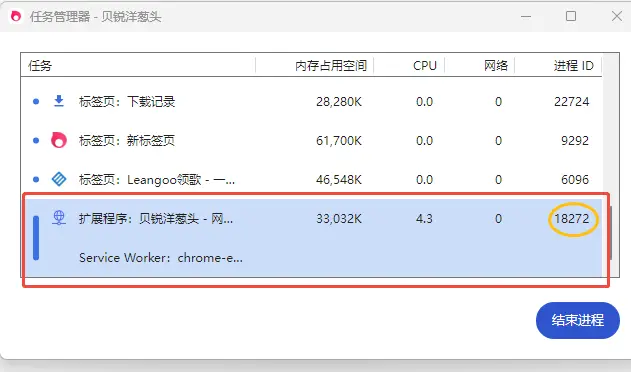 任务管理器 - 贝锐洋葱头
任务 内存占用空间 CPU 网络 进程 ID
标签页：下载记录 28,280K 0.0 0 22724
标签页：新标签页 61,700K 0.0 0 9292
标签页：Leangoo领歌 - 一... 46,548K 0.0 0 6096
扩展程序：贝锐洋葱头 - 网... 33,032K 4.3 0 18272
Service Worker：chrome-e...
结束进程